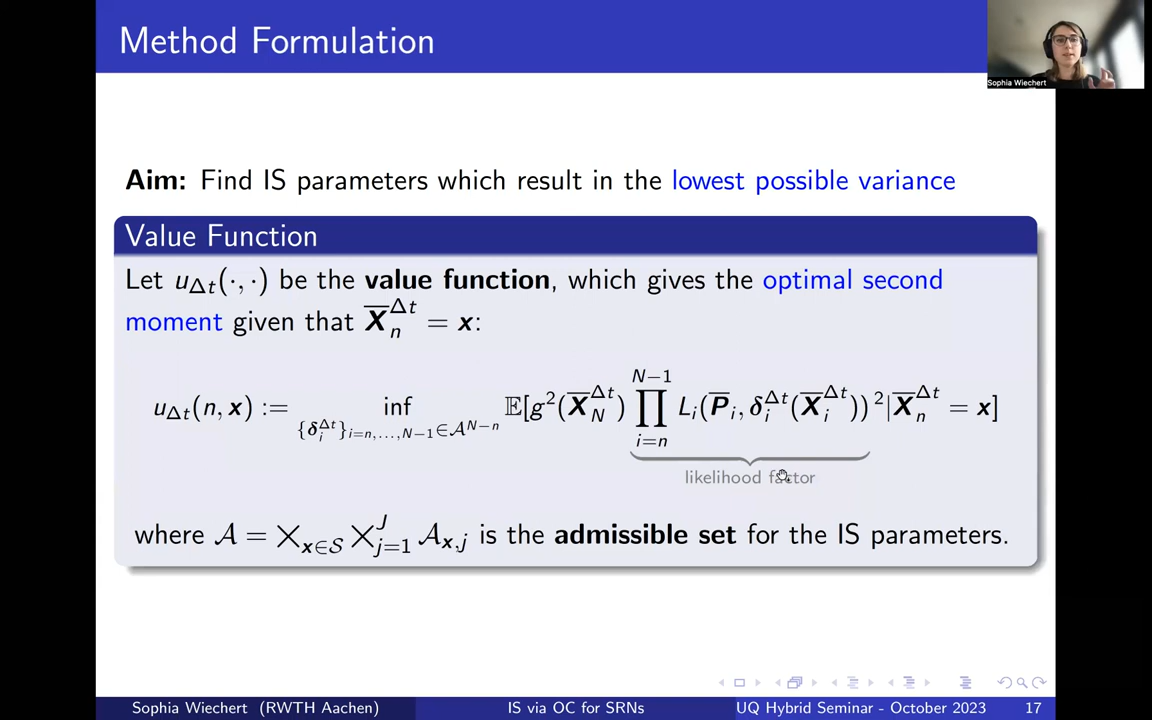 Method Formulation
Sophia Wiechert
Aim: Find IS parameters which result in the lowest possible variance
Value Function
Let u_{Δt}(·, ·) be the value function, which gives the optimal second
moment given that X̅_n^{Δt} = x:
u_{Δt}(n, x) := inf_{{δ_i^{Δt}}_{i=n,...,N−1} ∈ 𝒜^{N−n}} 𝔼[g²(X̅_N^{Δt}) ∏_{i=n}^{N−1} L_i(P̅_i, δ_i^{Δt}(X̅_i^{Δt}))² | X̅_n^{Δt} = x]
likelihood factor
where 𝒜 = ⨉_{x∈𝒮} ⨉_{j=1}^{J} 𝒜_{x,j} is the admissible set for the IS parameters.
Sophia Wiechert (RWTH Aachen) IS via OC for SRNs UQ Hybrid Seminar - October 2023 17